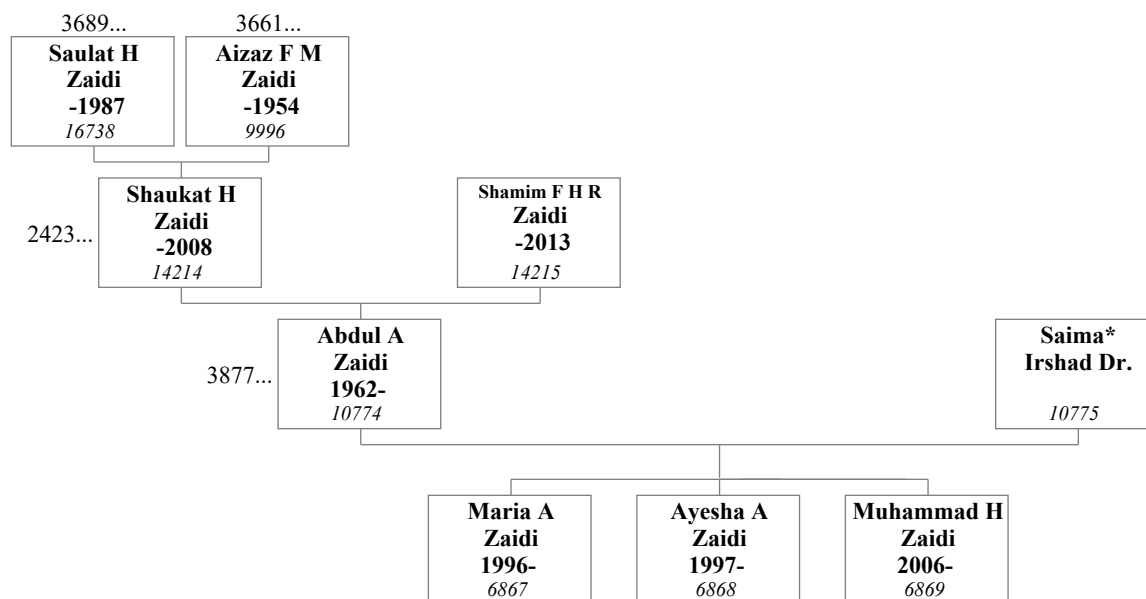 3689...
3661...
Saulat H
Zaidi
-1987
16738
Aizaz F M
Zaidi
-1954
9996
2423...
Shaukat H
Zaidi
-2008
14214
Shamim F H R
Zaidi
-2013
14215
3877...
Abdul A
Zaidi
1962-
10774
Saima*
Irshad Dr.
10775
Maria A
Zaidi
1996-
6867
Ayesha A
Zaidi
1997-
6868
Muhammad H
Zaidi
2006-
6869